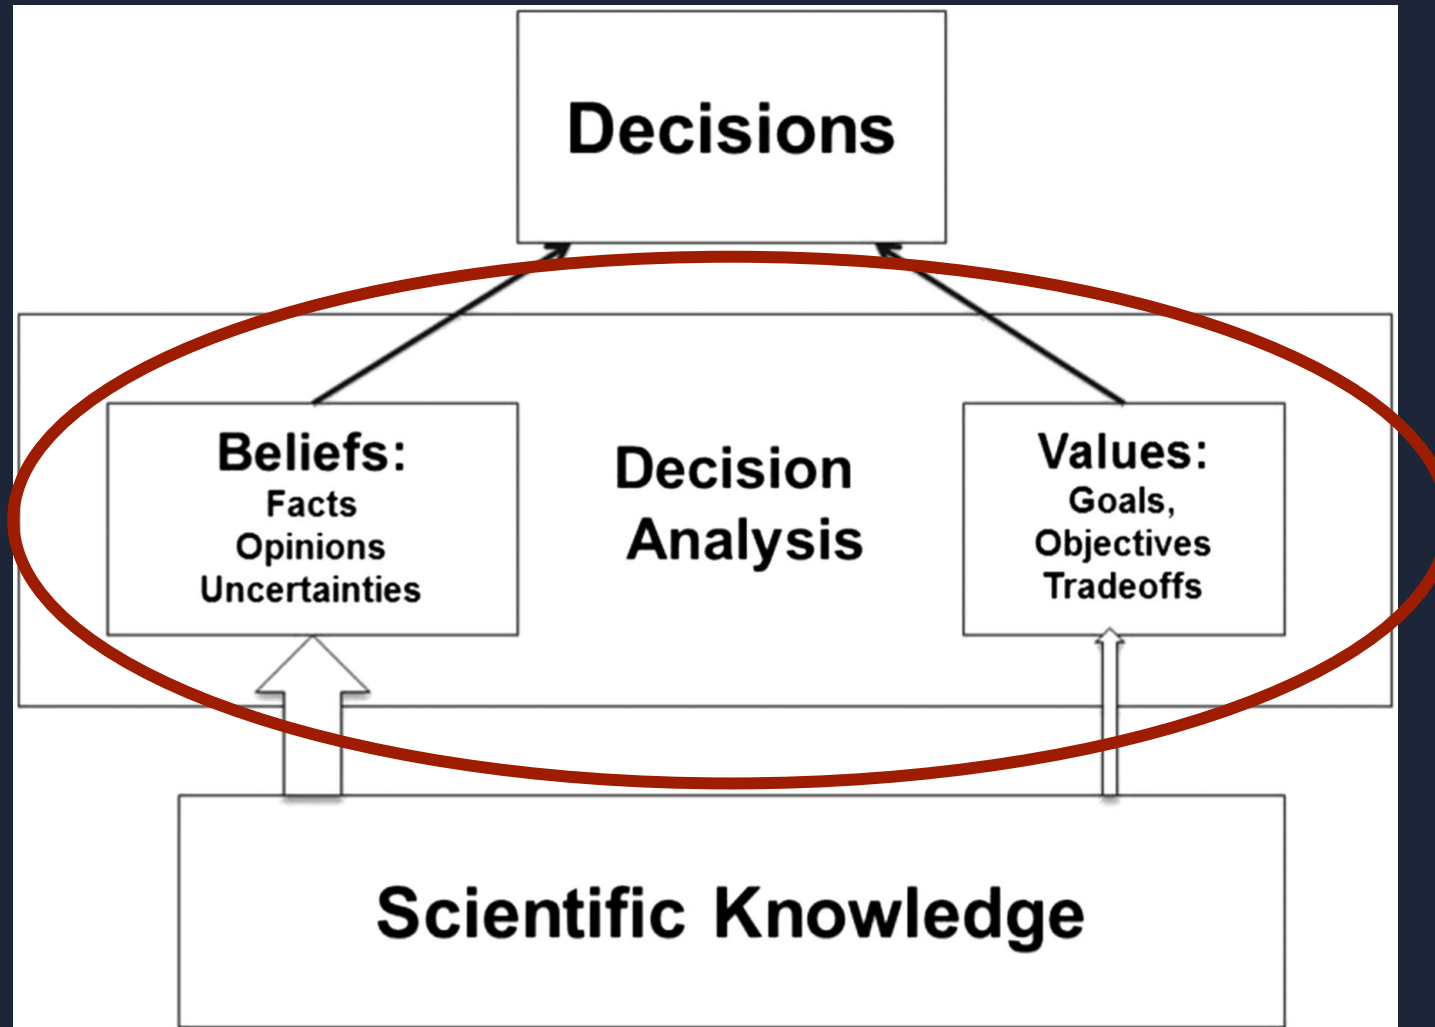 Decisions
Beliefs:
Facts
Opinions
Uncertainties
Decision
Analysis
Values:
Goals,
Objectives
Tradeoffs
Scientific Knowledge